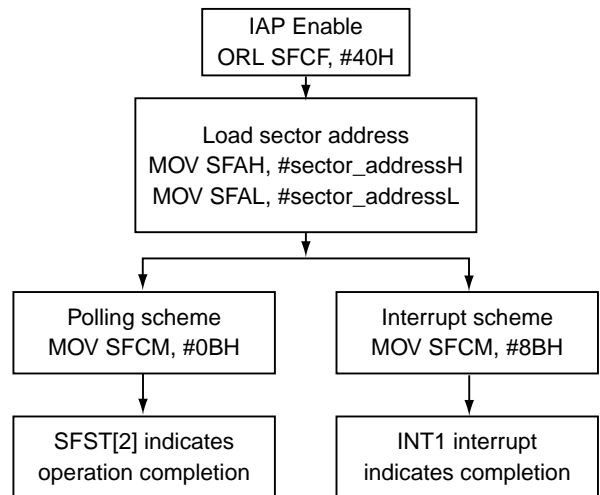 IAP Enable
ORL SFCF, #40H
Load sector address
MOV SFAH, #sector_addressH
MOV SFAL, #sector_addressL
Polling scheme
MOV SFCM, #0BH
Interrupt scheme
MOV SFCM, #8BH
SFST[2] indicates
operation completion
INT1 interrupt
indicates completion